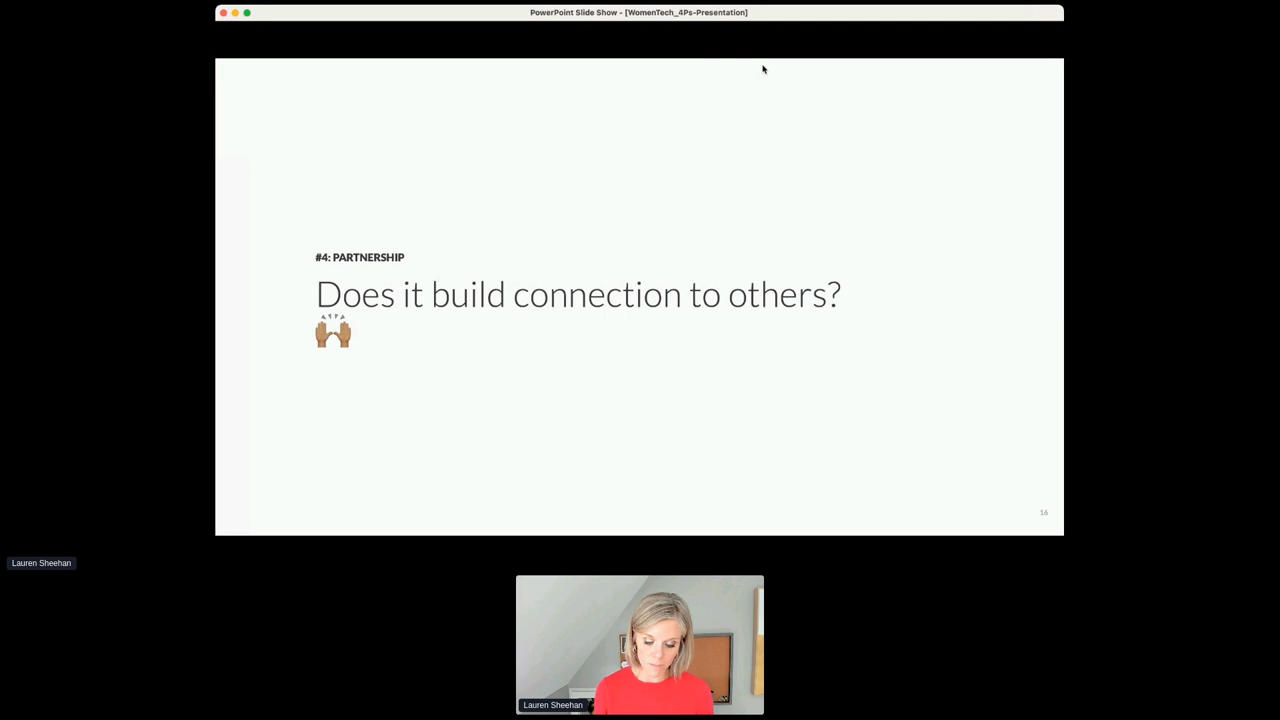 PowerPoint Slide Show - [WomenTech_4Ps-Presentation]
#4: PARTNERSHIP
Does it build connection to others?
16
Lauren Sheehan
Lauren Sheehan